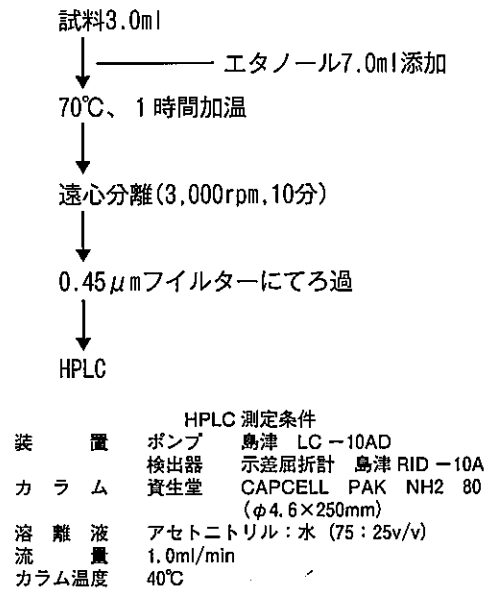 試料3.0ml
エタノール7.0ml添加
70℃、1時間加温
遠心分離(3,000rpm,10分)
0.45μmフイルターにてろ過
HPLC
HPLC 測定条件
装置 ポンプ 島津 LC－10AD
検出器 示差屈折計 島津 RID－10A
カラム 資生堂 CAPCELL PAK NH2 80
(φ4.6×250mm)
溶離液 アセトニトリル：水 (75：25v/v)
流量 1.0ml/min
カラム温度 40℃